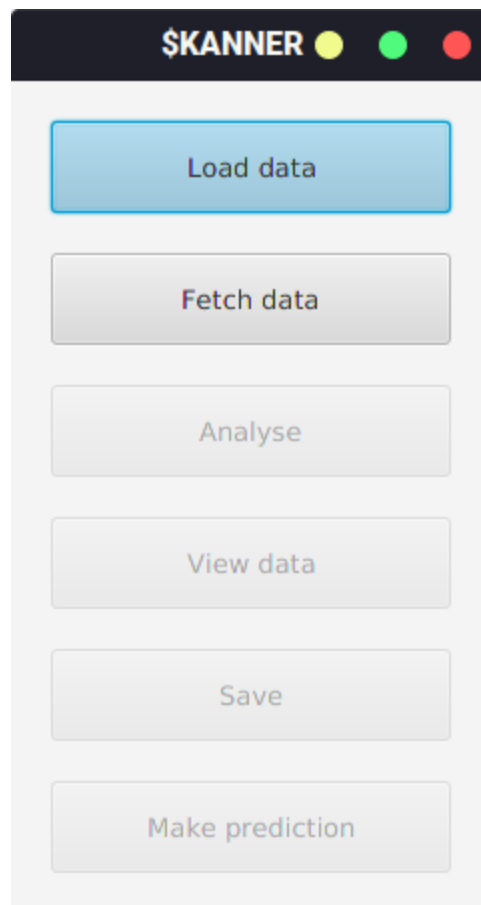 $KANNER
Load data
Fetch data
Analyse
View data
Save
Make prediction